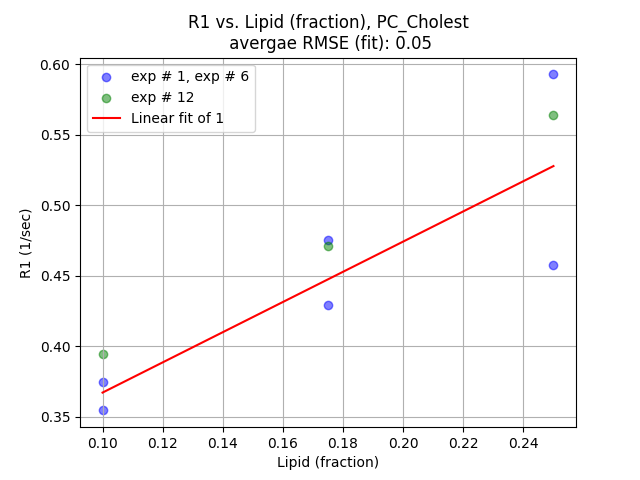 R1 vs. Lipid (fraction), PC_Cholest
avergae RMSE (fit): 0.05
exp # 1, exp # 6
exp # 12
Linear fit of 1
0.60
0.55
0.50
0.45
0.40
0.35
R1 (1/sec)
0.10 0.12 0.14 0.16 0.18 0.20 0.22 0.24
Lipid (fraction)